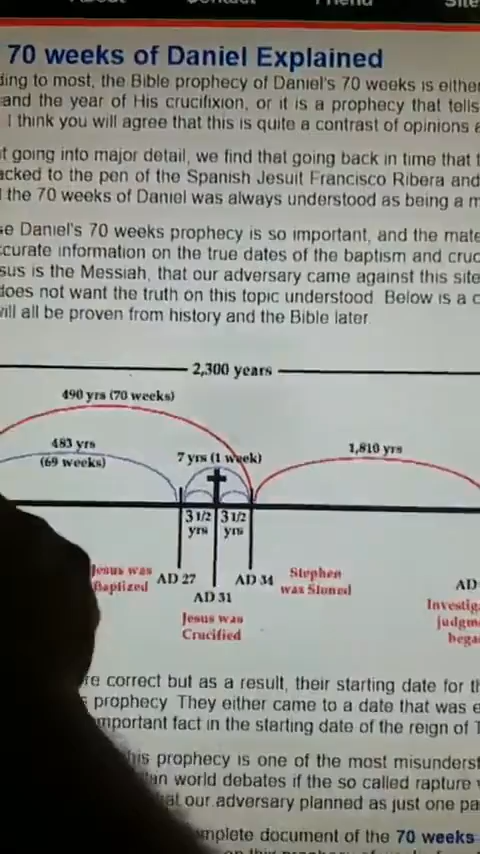 Contact
70 weeks of Daniel Explained
ding to most, the Bible prophecy of Daniel's 70 weeks is either
and the year of His crucifixion, or it is a prophecy that tells
I think you will agree that this is quite a contrast of opinions a
t going into major detail, we find that going back in time that t
acked to the pen of the Spanish Jesuit Francisco Ribera and
the 70 weeks of Daniel was always understood as being a m
se Daniel's 70 weeks prophecy is so important, and the mate
ccurate information on the true dates of the baptism and cruc
sus is the Messiah, that our adversary came against this site
does not want the truth on this topic understood. Below is a c
vill all be proven from history and the Bible later.
2,300 years
490 yrs (70 weeks)
483 yrs
(69 weeks)
7 yrs (1 week)
1,810 yrs
3 1/2 yrs
3 1/2 yrs
Jesus was Baptized
AD 27
AD 31
Jesus was Crucified
AD 34
Stephen was Stoned
AD
Investig
judgm
bega
re correct but as a result, their starting date for th
prophecy. They either came to a date that was e
mportant fact in the starting date of the reign of
his prophecy is one of the most misunderst
an world debates if the so called rapture
at our adversary planned as just one pa
mplete document of the 70 weeks